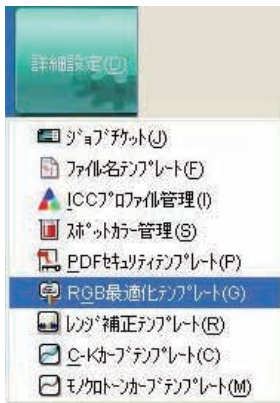 詳細設定(D)
ｼﾞｮﾌﾞﾁｹｯﾄ(J)
ﾌｧｲﾙ名ﾃﾝﾌﾟﾚｰﾄ(F)
ICCﾌﾟﾛﾌｧｲﾙ管理(I)
ｽﾎﾟｯﾄｶﾗｰ管理(S)
PDFｾｷｭﾘﾃｨﾃﾝﾌﾟﾚｰﾄ(P)
RGB最適化ﾃﾝﾌﾟﾚｰﾄ(G)
ﾚﾝｼﾞ補正ﾃﾝﾌﾟﾚｰﾄ(R)
C-Kｶｰﾌﾞﾃﾝﾌﾟﾚｰﾄ(C)
ﾓﾉｸﾛﾄｰﾝｶｰﾌﾞﾃﾝﾌﾟﾚｰﾄ(M)